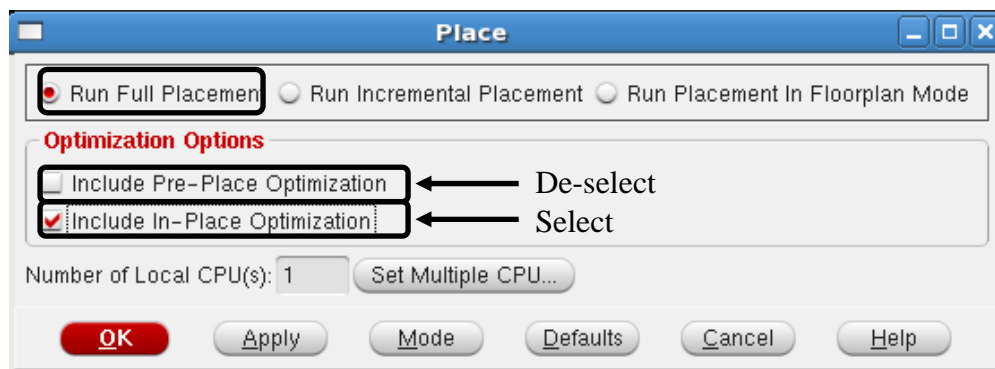 Place
Run Full Placement Run Incremental Placement Run Placement In Floorplan Mode
Optimization Options
Include Pre-Place Optimization De-select
Include In-Place Optimization Select
Number of Local CPU(s): 1 Set Multiple CPU...
OK Apply Mode Defaults Cancel Help